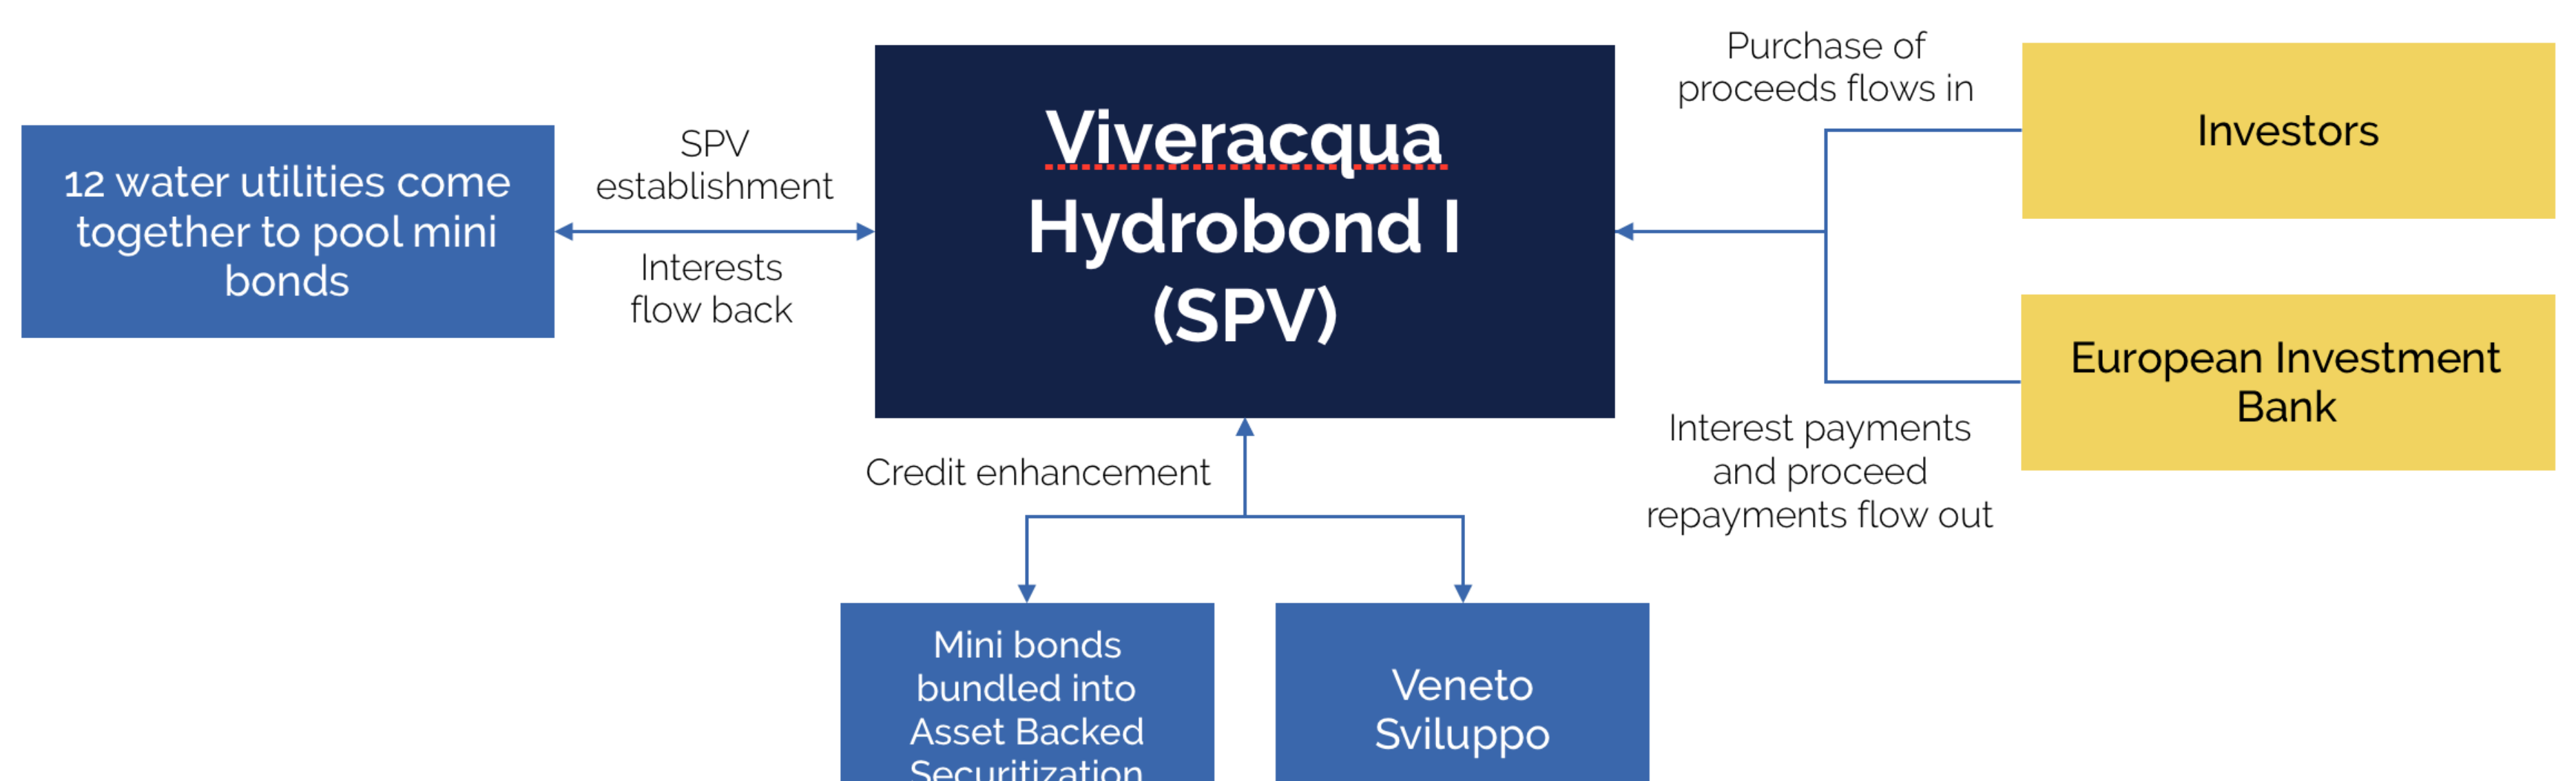 12 water utilities come
together to pool mini
bonds
SPV
establishment
Interests
flow back
Viveracqua
Hydrobond I
(SPV)
Purchase of
proceeds flows in
Investors
European Investment
Bank
Interest payments
and proceed
repayments flow out
Credit enhancement
Mini bonds
bundled into
Asset Backed
Securitization
Veneto
Sviluppo